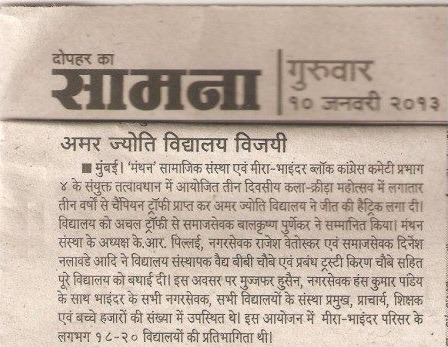 दोपहर का
सामना
गुरुवार
१० जनवरी २०१३
अमर ज्योति विद्यालय विजयी
■ मुंबई। 'मंथन' सामाजिक संस्था एवं मीरा-भाइंदर ब्लॉक कांग्रेस कमेटी प्रभाग
४ के संयुक्त तत्वावधान में आयोजित तीन दिवसीय कला-क्रीड़ा महोत्सव में लगातार
तीन वर्षों से चैंपियन ट्रॉफी प्राप्त कर अमर ज्योति विद्यालय ने जीत की हैट्रिक लगा दी।
विद्यालय को अचल ट्रॉफी से समाजसेवक बालकृष्ण पुर्णेकर ने सम्मानित किया। मंथन
संस्था के अध्यक्ष के.आर. पिल्लई, नगरसेवक राजेश वेतोस्कर एवं समाजसेवक दिनेश
नलावडे आदि ने विद्यालय संस्थापक वैद्य बीबी चौबे एवं प्रबंध ट्रस्टी किरण चौबे सहित
पूरे विद्यालय को बधाई दी। इस अवसर पर मुज्जफर हुसैन, नगरसेवक हंस कुमार पांडेय
के साथ भाइंदर के सभी नगरसेवक, सभी विद्यालयों के संस्था प्रमुख, प्राचार्य, शिक्षक
एवं बच्चे हजारों की संख्या में उपस्थित थे। इस आयोजन में मीरा-भाइंदर परिसर के
लगभग १८-२० विद्यालयों की प्रतिभागिता थी।